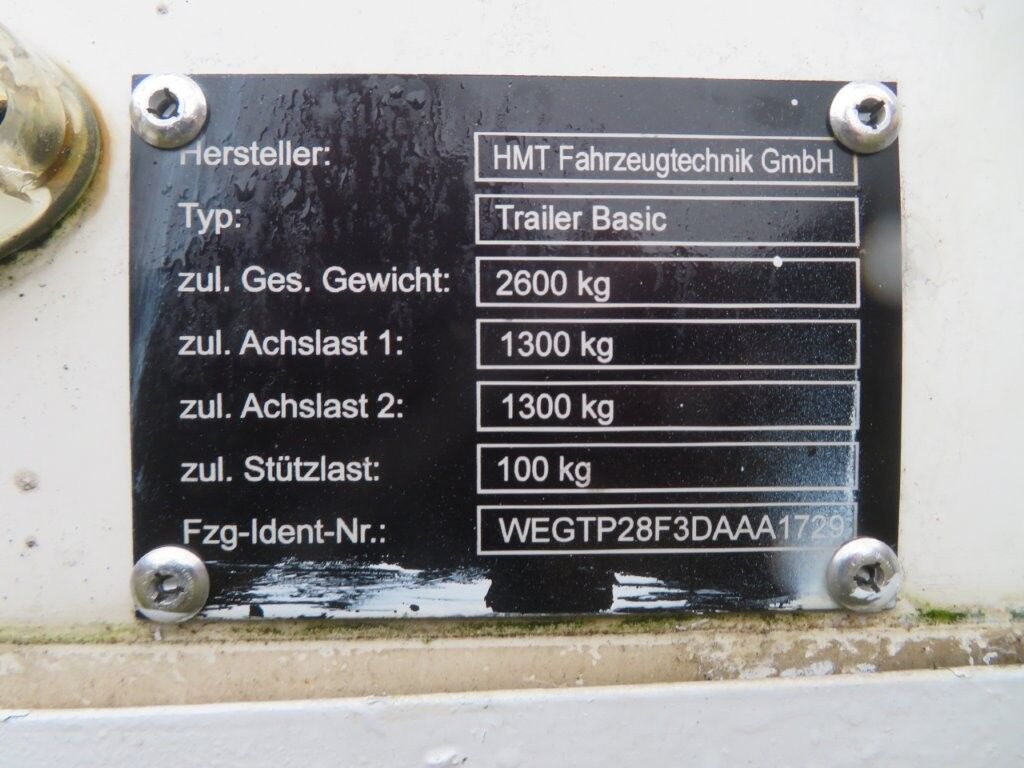 Hersteller: HMT Fahrzeugtechnik GmbH
Typ: Trailer Basic
zul. Ges. Gewicht: 2600 kg
zul. Achslast 1: 1300 kg
zul. Achslast 2: 1300 kg
zul. Stützlast: 100 kg
Fzg-Ident-Nr.: WEGTP28F3DAAA1729